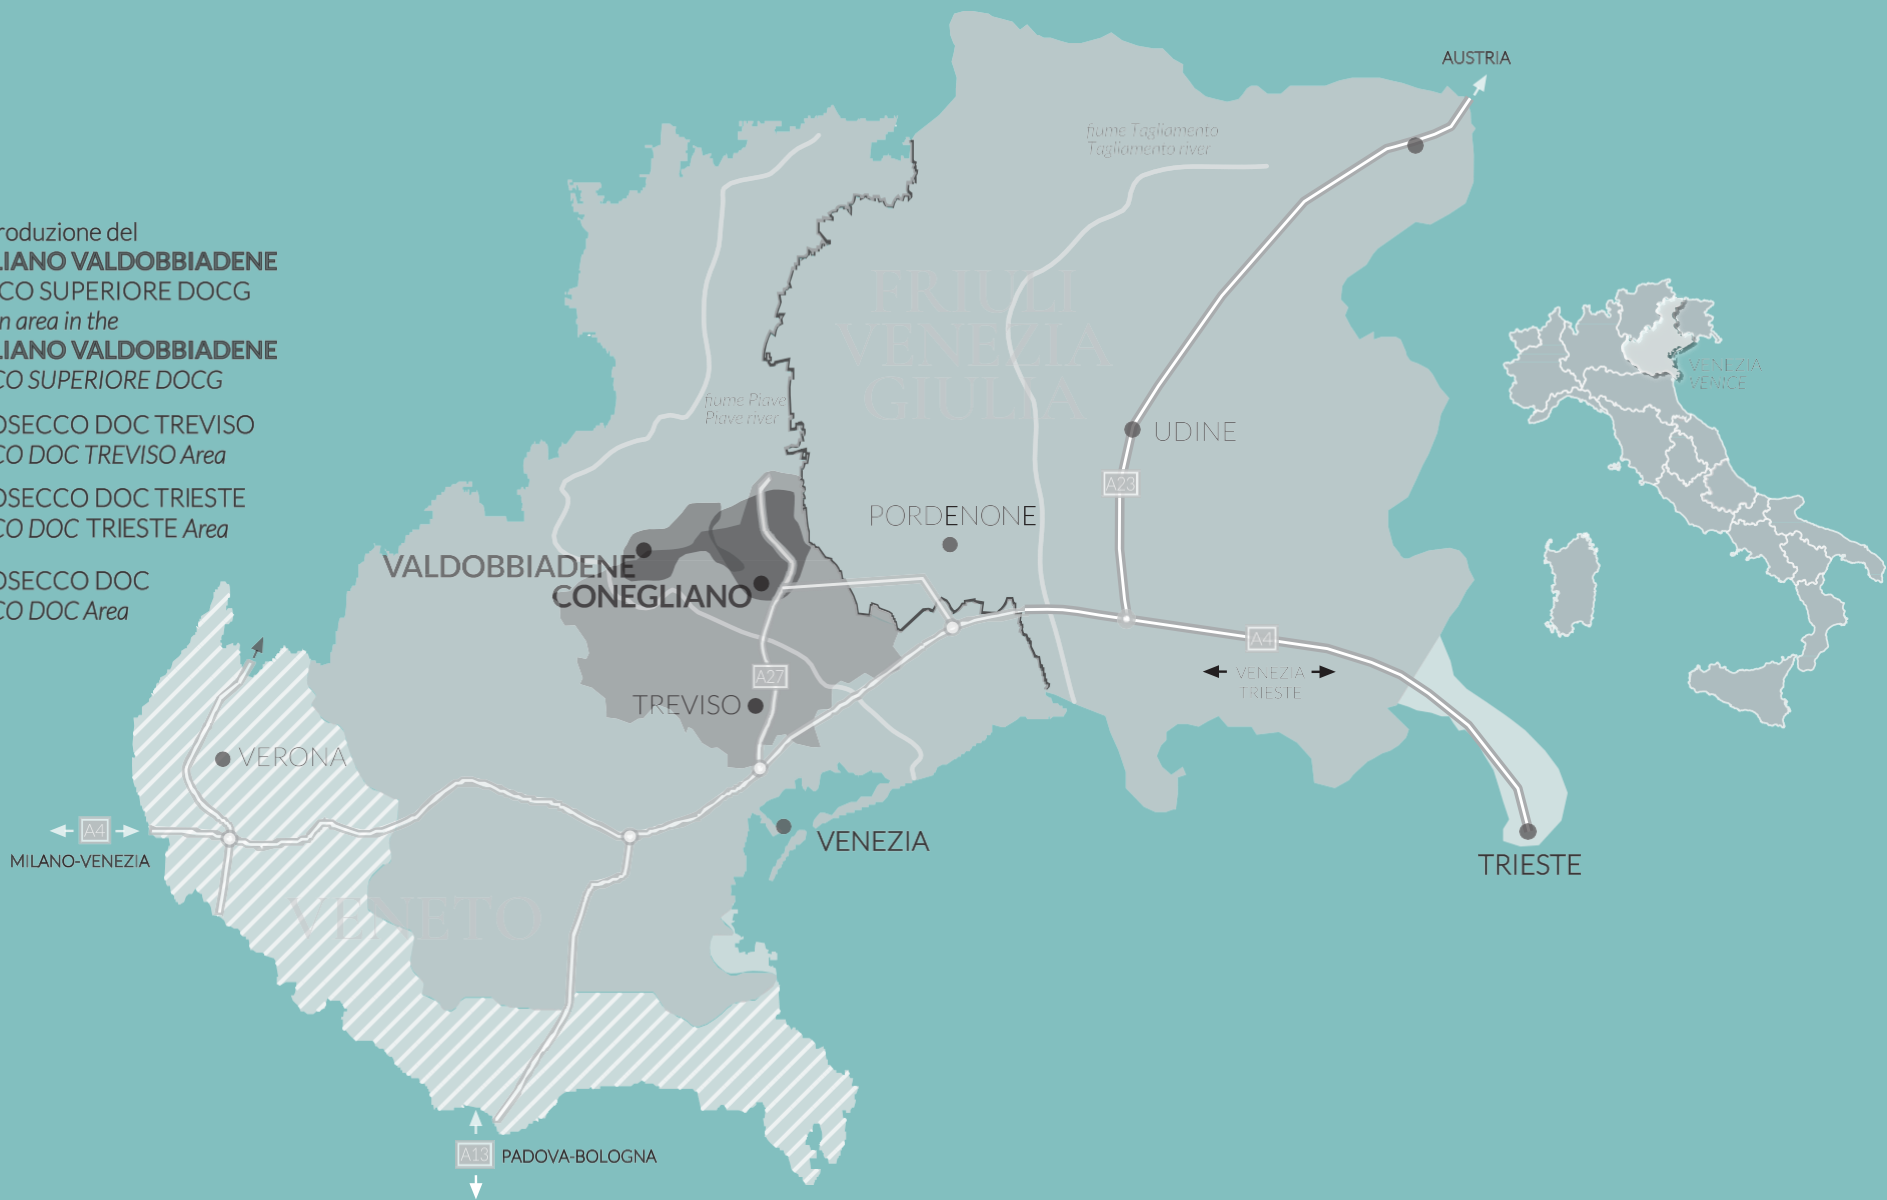 roduzione del
LIANO VALDOBBIADENE
CO SUPERIORE DOCG
n area in the
LIANO VALDOBBIADENE
CO SUPERIORE DOCG
OSECCO DOC TREVISO
CO DOC TREVISO Area
OSECCO DOC TRIESTE
CO DOC TRIESTE Area
OSECCO DOC
CO DOC Area
AUSTRIA
fiume Tagliamento
Tagliamento river
FRIULI
VENEZIA
GIULIA
fiume Piave
Piave river
VENEZIA
VENICE
UDINE
A23
PORDENONE
VALDOBBIADENE
CONEGLIANO
A27
TREVISO
A4
VENEZIA
TRIESTE
VERONA
A4
MILANO-VENEZIA
VENEZIA
TRIESTE
VENETO
A13
PADOVA-BOLOGNA